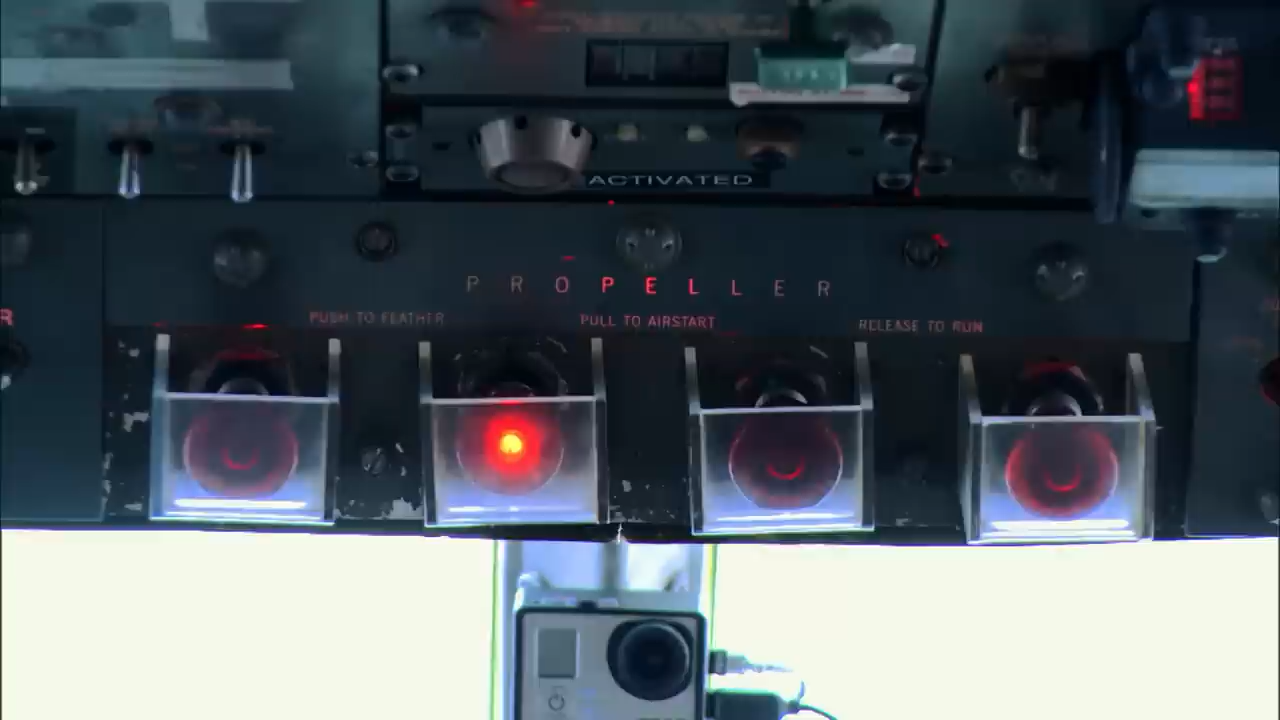 ACTIVATED
PROPELLER
PUSH TO FEATHER
PULL TO AIRSTART
RELEASE TO RUN